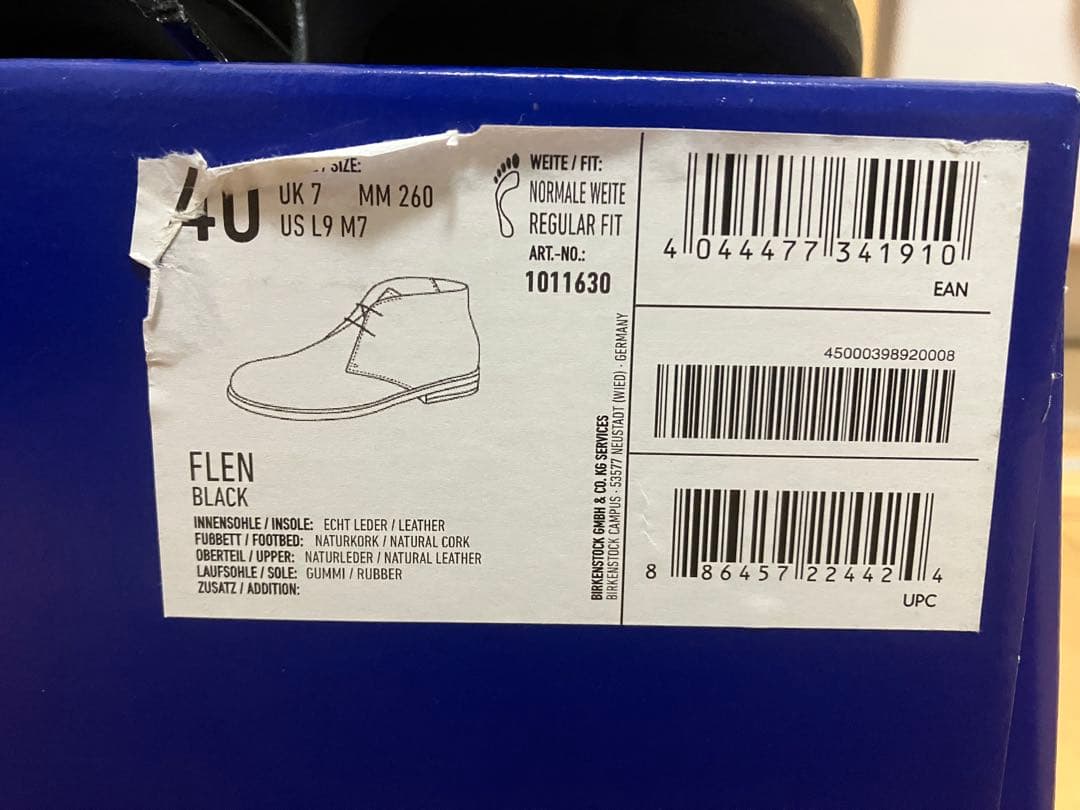 SIZE:
40
UK 7 MM 260
US L9 M7
WEITE / FIT:
NORMALE WEITE
REGULAR FIT
ART.-NO.:
1011630
FLEN
BLACK
INNENSOHLE / INSOLE: ECHT LEDER / LEATHER
FUBBETT / FOOTBED: NATURKORK / NATURAL CORK
OBERTEIL / UPPER: NATURLEDER / NATURAL LEATHER
LAUFSOHLE / SOLE: GUMMI / RUBBER
ZUSATZ / ADDITION:
BIRKENSTOCK GMBH & CO. KG SERVICES
BIRKENSTOCK CAMPUS · 53577 NEUSTADT (WIED) · GERMANY
4 044477 341910
EAN
45000398920008
8 86457 22442 4
UPC